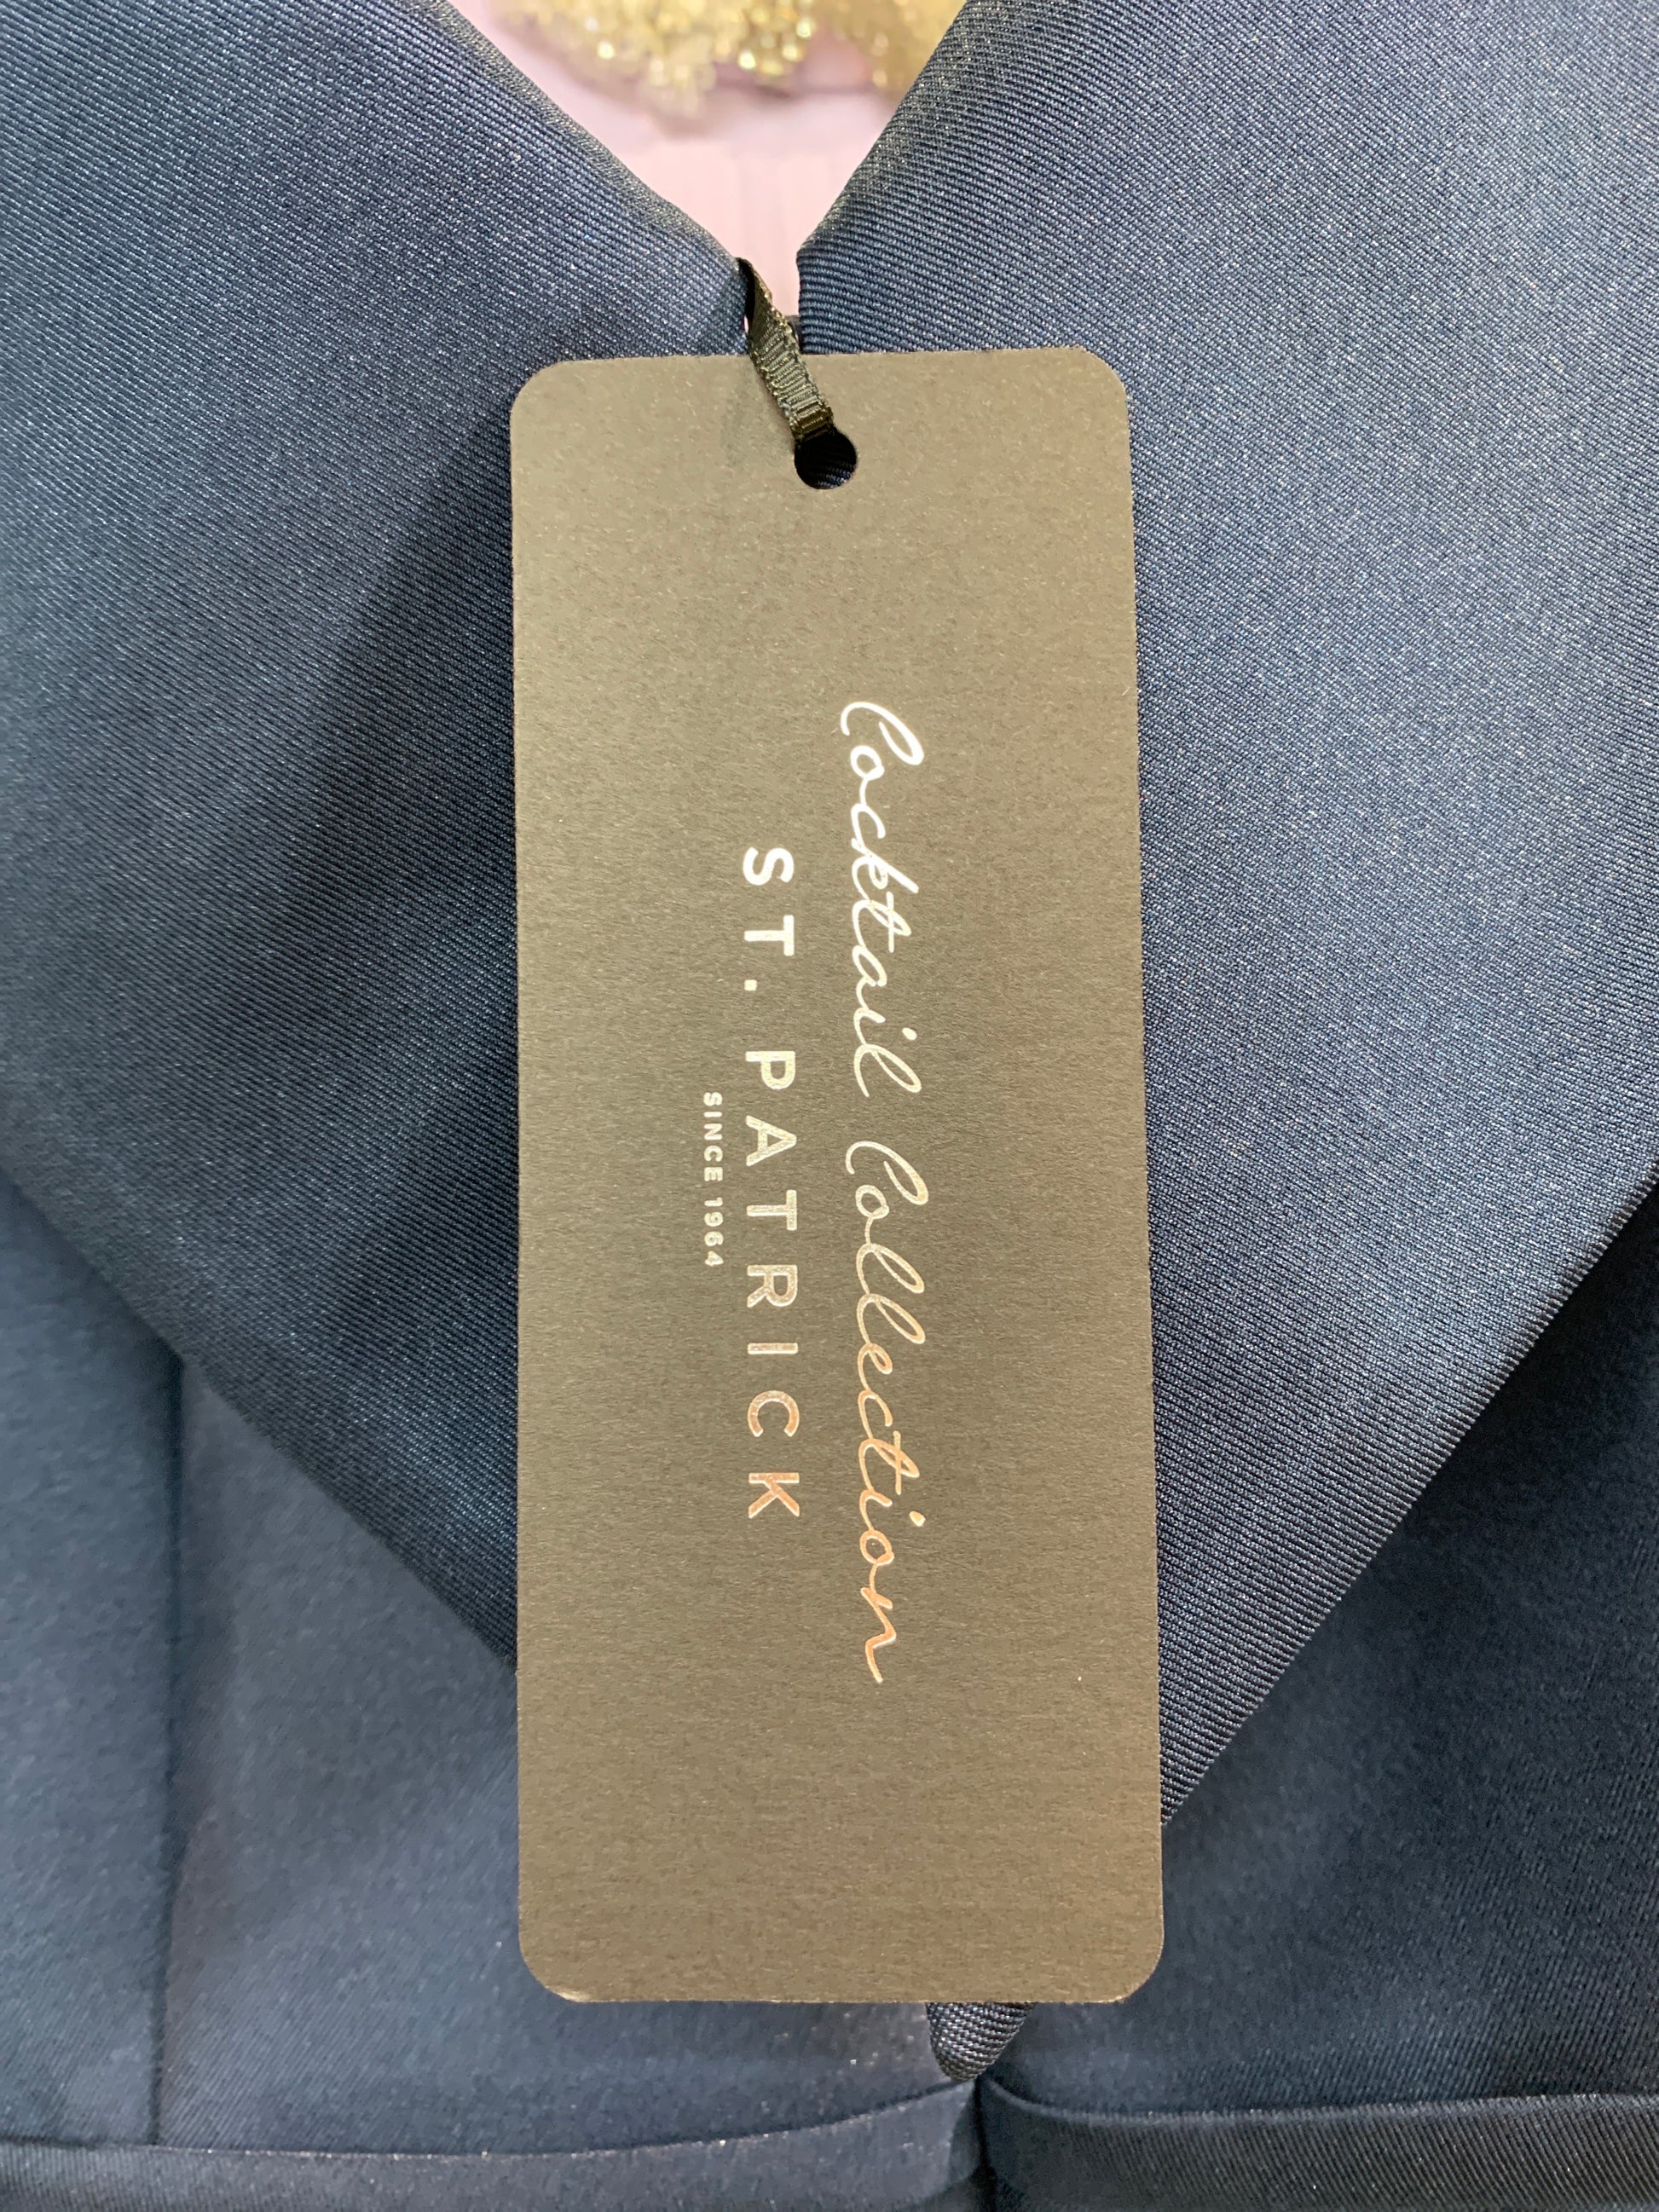 Cocktail Collection
ST. PATRICK
SINCE 1964